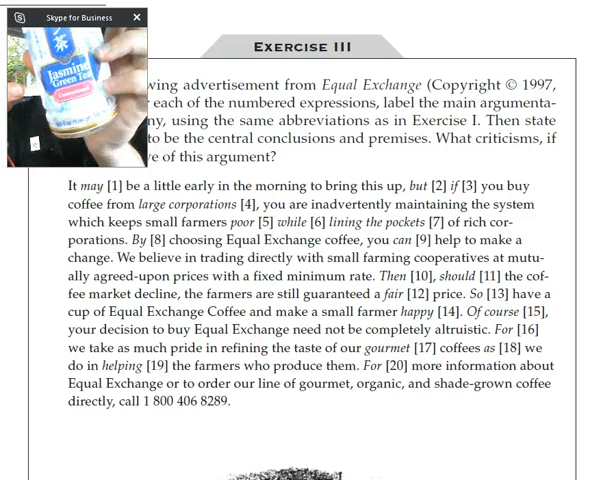 Skype for Business
茶
Jasmine
Green Tea
EXERCISE III
wing advertisement from Equal Exchange (Copyright © 1997,
r each of the numbered expressions, label the main argumenta-
ny, using the same abbreviations as in Exercise I. Then state
to be the central conclusions and premises. What criticisms, if
ve of this argument?
It may [1] be a little early in the morning to bring this up, but [2] if [3] you buy
coffee from large corporations [4], you are inadvertently maintaining the system
which keeps small farmers poor [5] while [6] lining the pockets [7] of rich cor-
porations. By [8] choosing Equal Exchange coffee, you can [9] help to make a
change. We believe in trading directly with small farming cooperatives at mutu-
ally agreed-upon prices with a fixed minimum rate. Then [10], should [11] the cof-
fee market decline, the farmers are still guaranteed a fair [12] price. So [13] have a
cup of Equal Exchange Coffee and make a small farmer happy [14]. Of course [15],
your decision to buy Equal Exchange need not be completely altruistic. For [16]
we take as much pride in refining the taste of our gourmet [17] coffees as [18] we
do in helping [19] the farmers who produce them. For [20] more information about
Equal Exchange or to order our line of gourmet, organic, and shade-grown coffee
directly, call 1 800 406 8289.